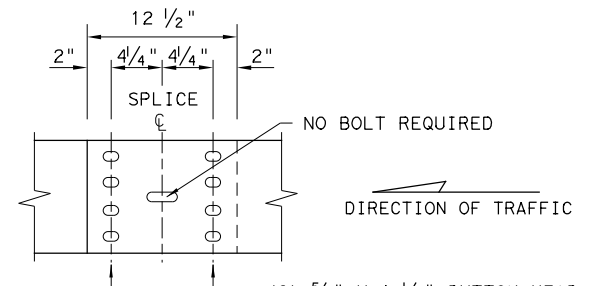 12 1/2"
2" 4 1/4" 4 1/4" 2"
SPLICE
℄
NO BOLT REQUIRED
DIRECTION OF TRAFFIC